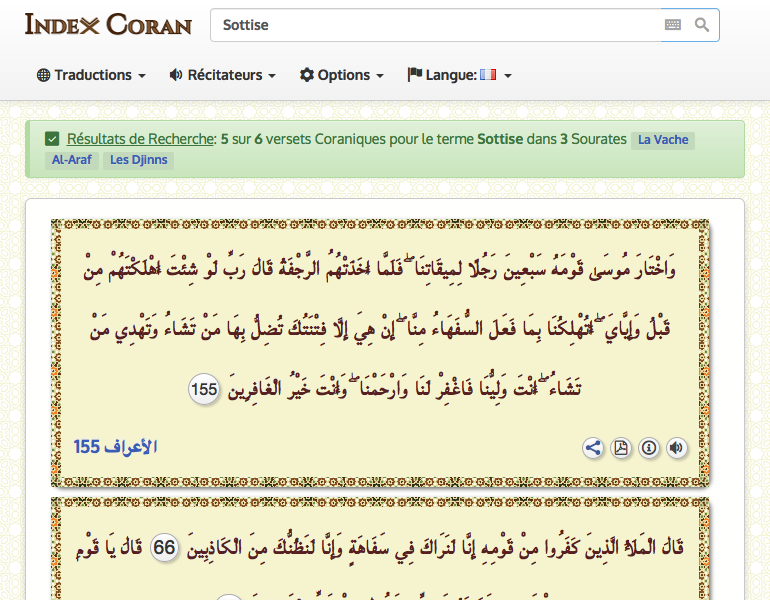 INDEX CORAN
Sottise
Traductions
Récitateurs
Options
Langue:
Résultats de Recherche: 5 sur 6 versets Coraniques pour le terme Sottise dans 3 Sourates La Vache
Al-Araf Les Djinns
وَاخْتَارَ مُوسَىٰ قَوْمَهُ سَبْعِينَ رَجُلًا لِمِيقَاتِنَا ۖ فَلَمَّا أَخَذَتْهُمُ الرَّجْفَةُ قَالَ رَبِّ لَوْ شِئْتَ أَهْلَكْتَهُمْ مِنْ
قَبْلُ وَإِيَّايَ ۖ أَتُهْلِكُنَا بِمَا فَعَلَ السُّفَهَاءُ مِنَّا ۖ إِنْ هِيَ إِلَّا فِتْنَتُكَ تُضِلُّ بِهَا مَنْ تَشَاءُ وَتَهْدِي مَنْ
تَشَاءُ ۖ أَنْتَ وَلِيُّنَا فَاغْفِرْ لَنَا وَارْحَمْنَا ۖ وَأَنْتَ خَيْرُ الْغَافِرِينَ 155
الأعراف 155
قَالَ الْمَلَأُ الَّذِينَ كَفَرُوا مِنْ قَوْمِهِ إِنَّا لَنَرَاكَ فِي سَفَاهَةٍ وَإِنَّا لَنَظُنُّكَ مِنَ الْكَاذِبِينَ 66 قَالَ يَا قَوْمِ